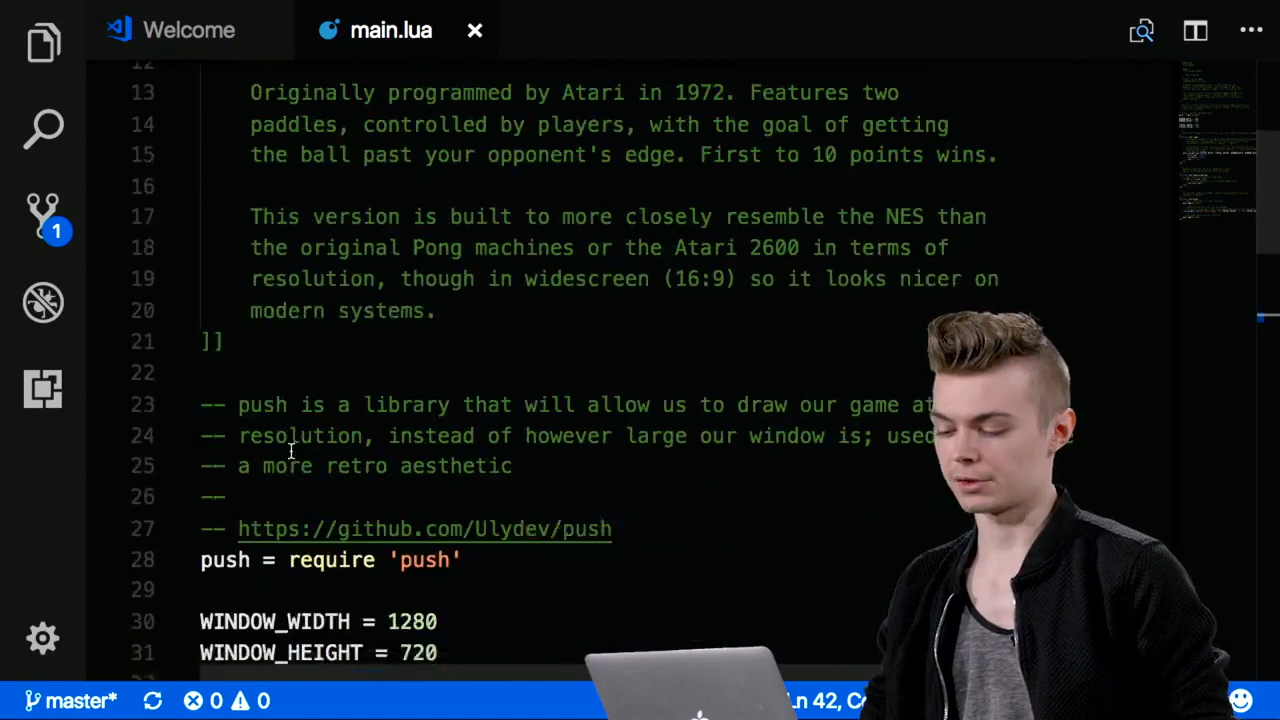 Welcome
main.lua
12
13 Originally programmed by Atari in 1972. Features two
14 paddles, controlled by players, with the goal of getting
15 the ball past your opponent's edge. First to 10 points wins.
16
17 This version is built to more closely resemble the NES than
18 the original Pong machines or the Atari 2600 in terms of
19 resolution, though in widescreen (16:9) so it looks nicer on
20 modern systems.
21 ]]
22
23 -- push is a library that will allow us to draw our game at
24 -- resolution, instead of however large our window is; used
25 -- a more retro aesthetic
26 --
27 -- https://github.com/Ulydev/push
28 push = require 'push'
29
30 WINDOW_WIDTH = 1280
31 WINDOW_HEIGHT = 720
1
master* 0 0 Ln 42,